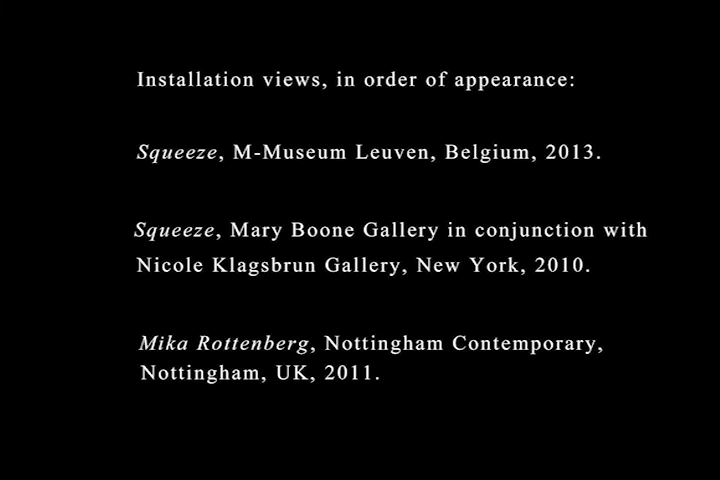 Installation views, in order of appearance:
Squeeze, M-Museum Leuven, Belgium, 2013.
Squeeze, Mary Boone Gallery in conjunction with
Nicole Klagsbrun Gallery, New York, 2010.
Mika Rottenberg, Nottingham Contemporary,
Nottingham, UK, 2011.